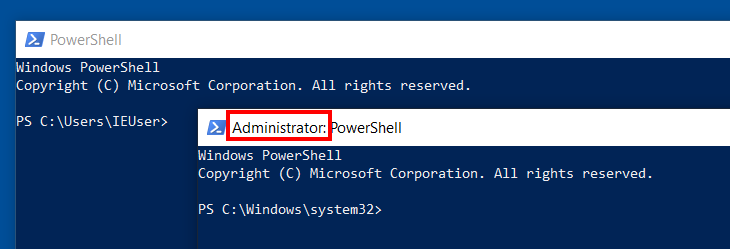 PowerShell
Windows PowerShell
Copyright (C) Microsoft Corporation. All rights reserved.
PS C:\Users\IEUser>
Administrator: PowerShell
Windows PowerShell
Copyright (C) Microsoft Corporation. All rights reserved.
PS C:\Windows\system32>